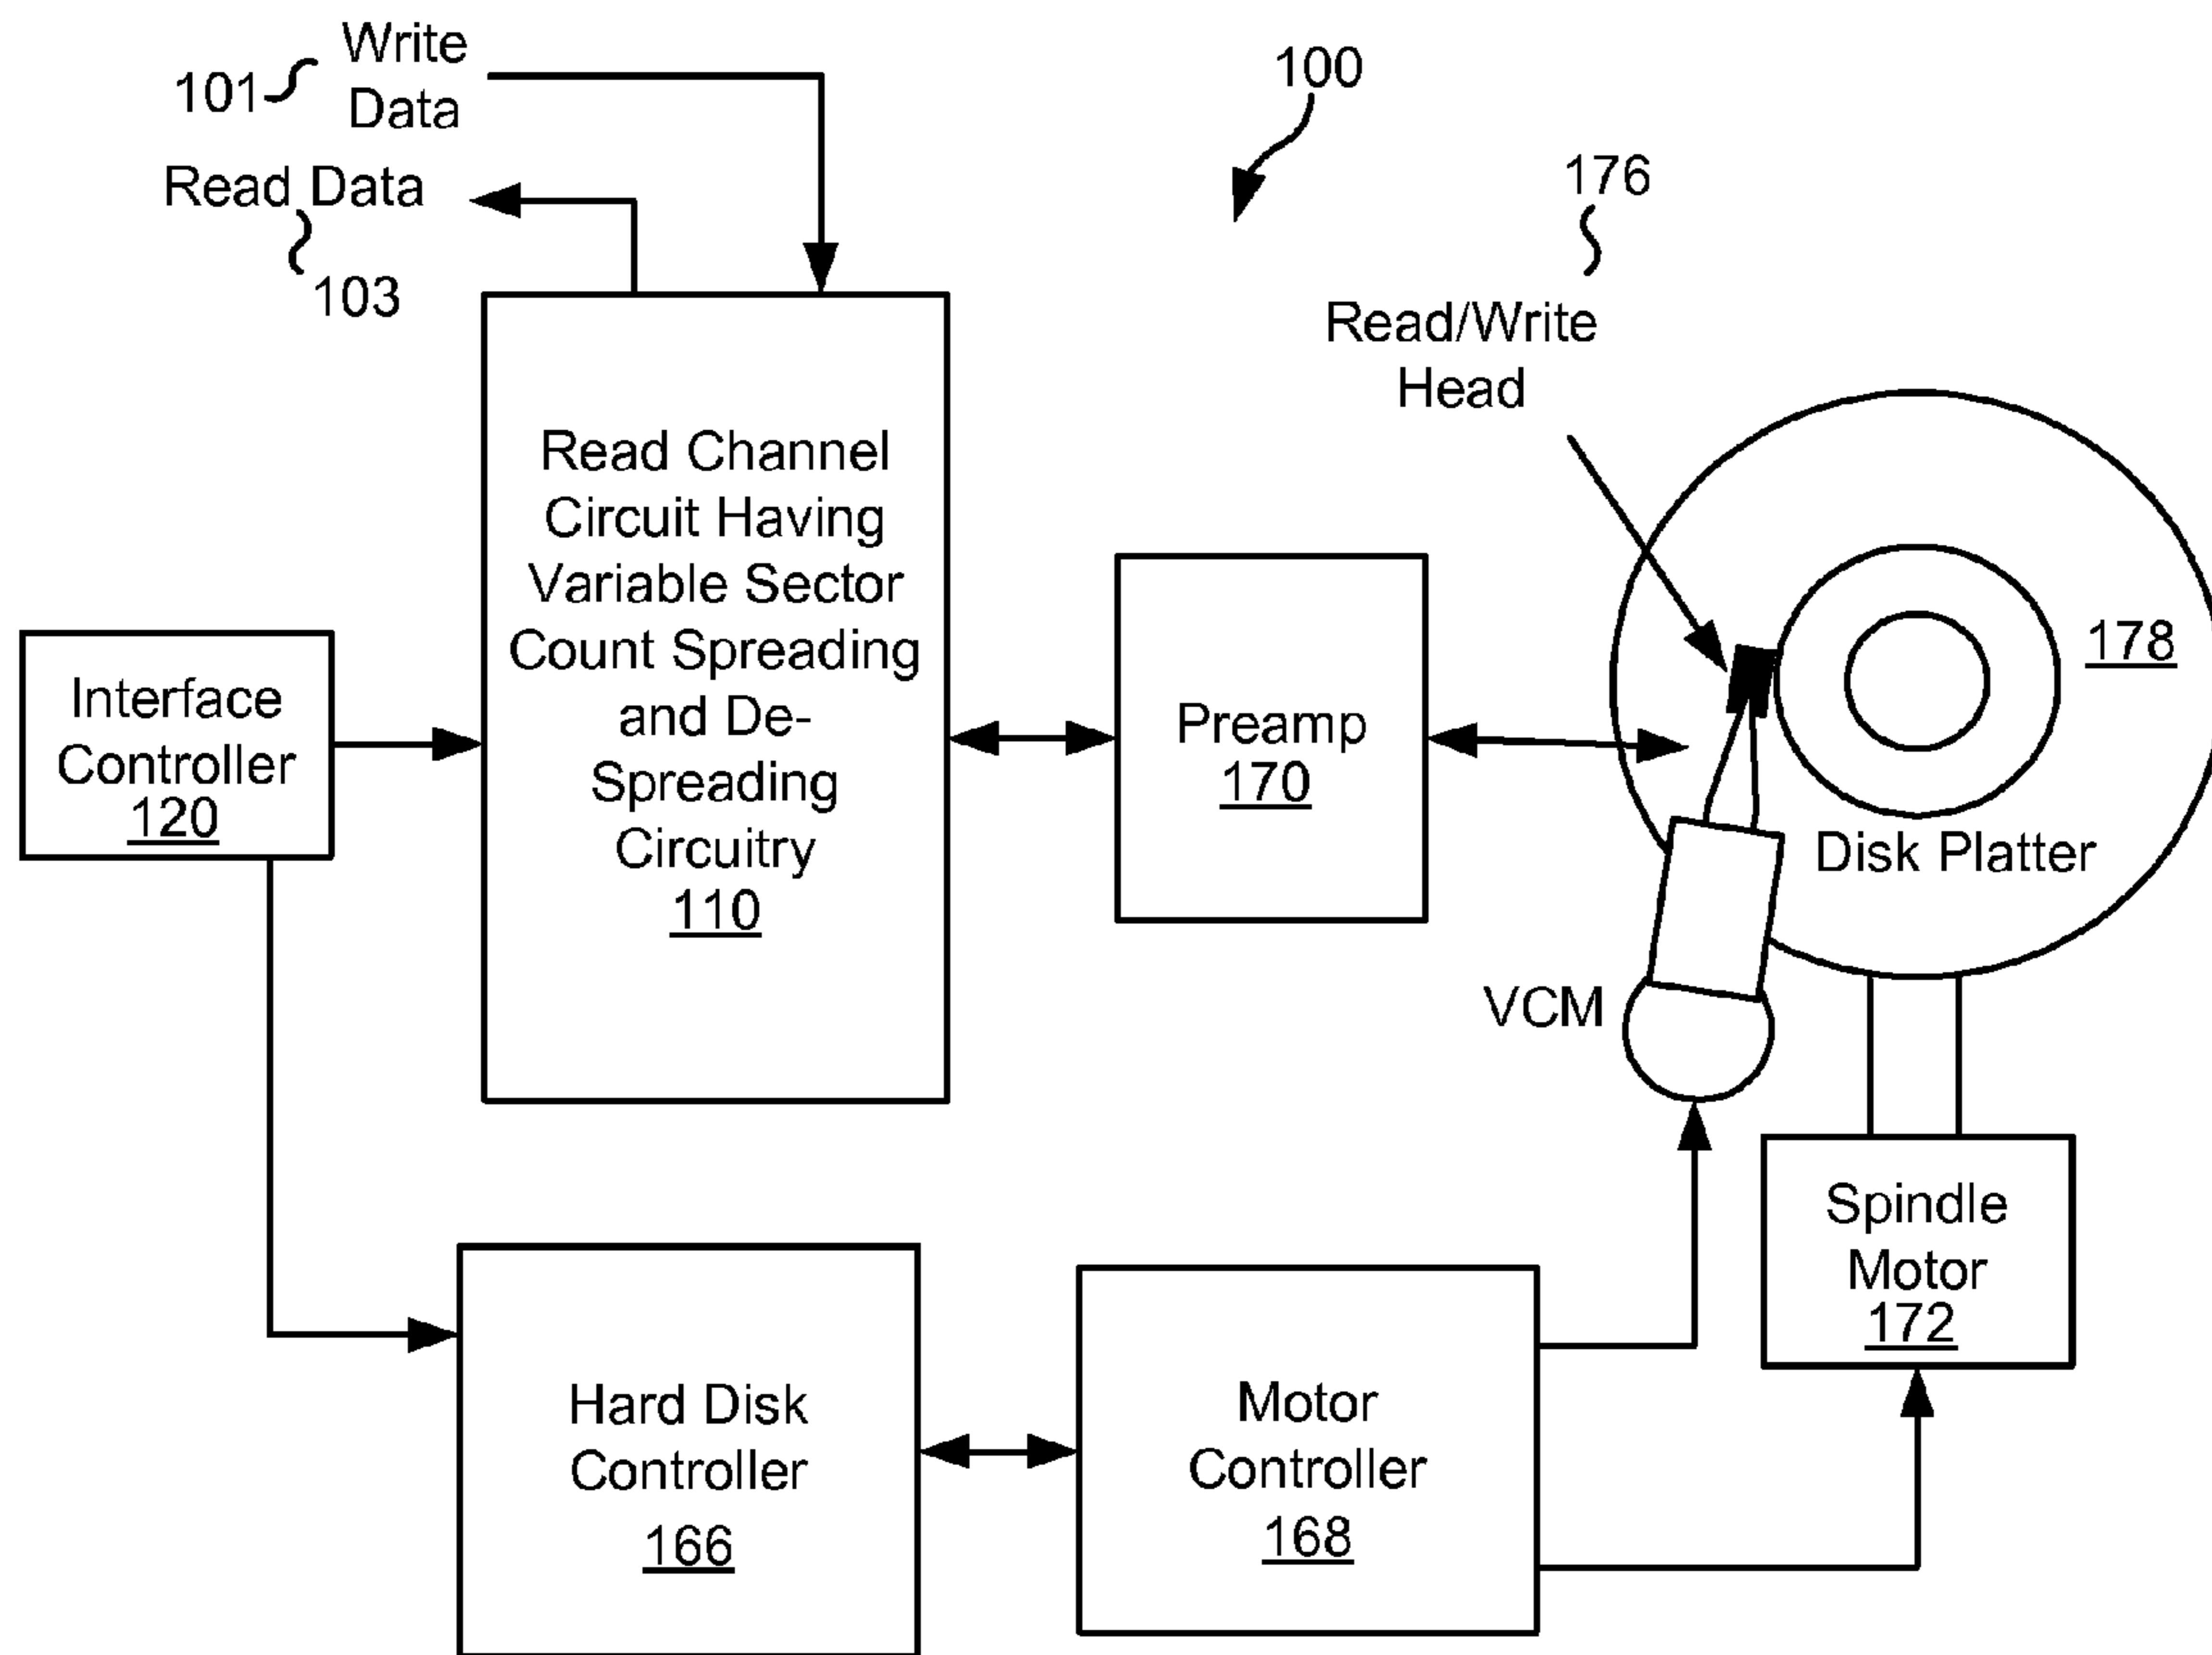 Write
101
Data
Read Data
103
100
176
Read/Write
Head
Read Channel
Circuit Having
Variable Sector
Count Spreading
and De-
Spreading
Circuitry
110
Interface
Controller
120
Preamp
170
178
Disk Platter
VCM
Spindle
Motor
172
Hard Disk
Controller
166
Motor
Controller
168